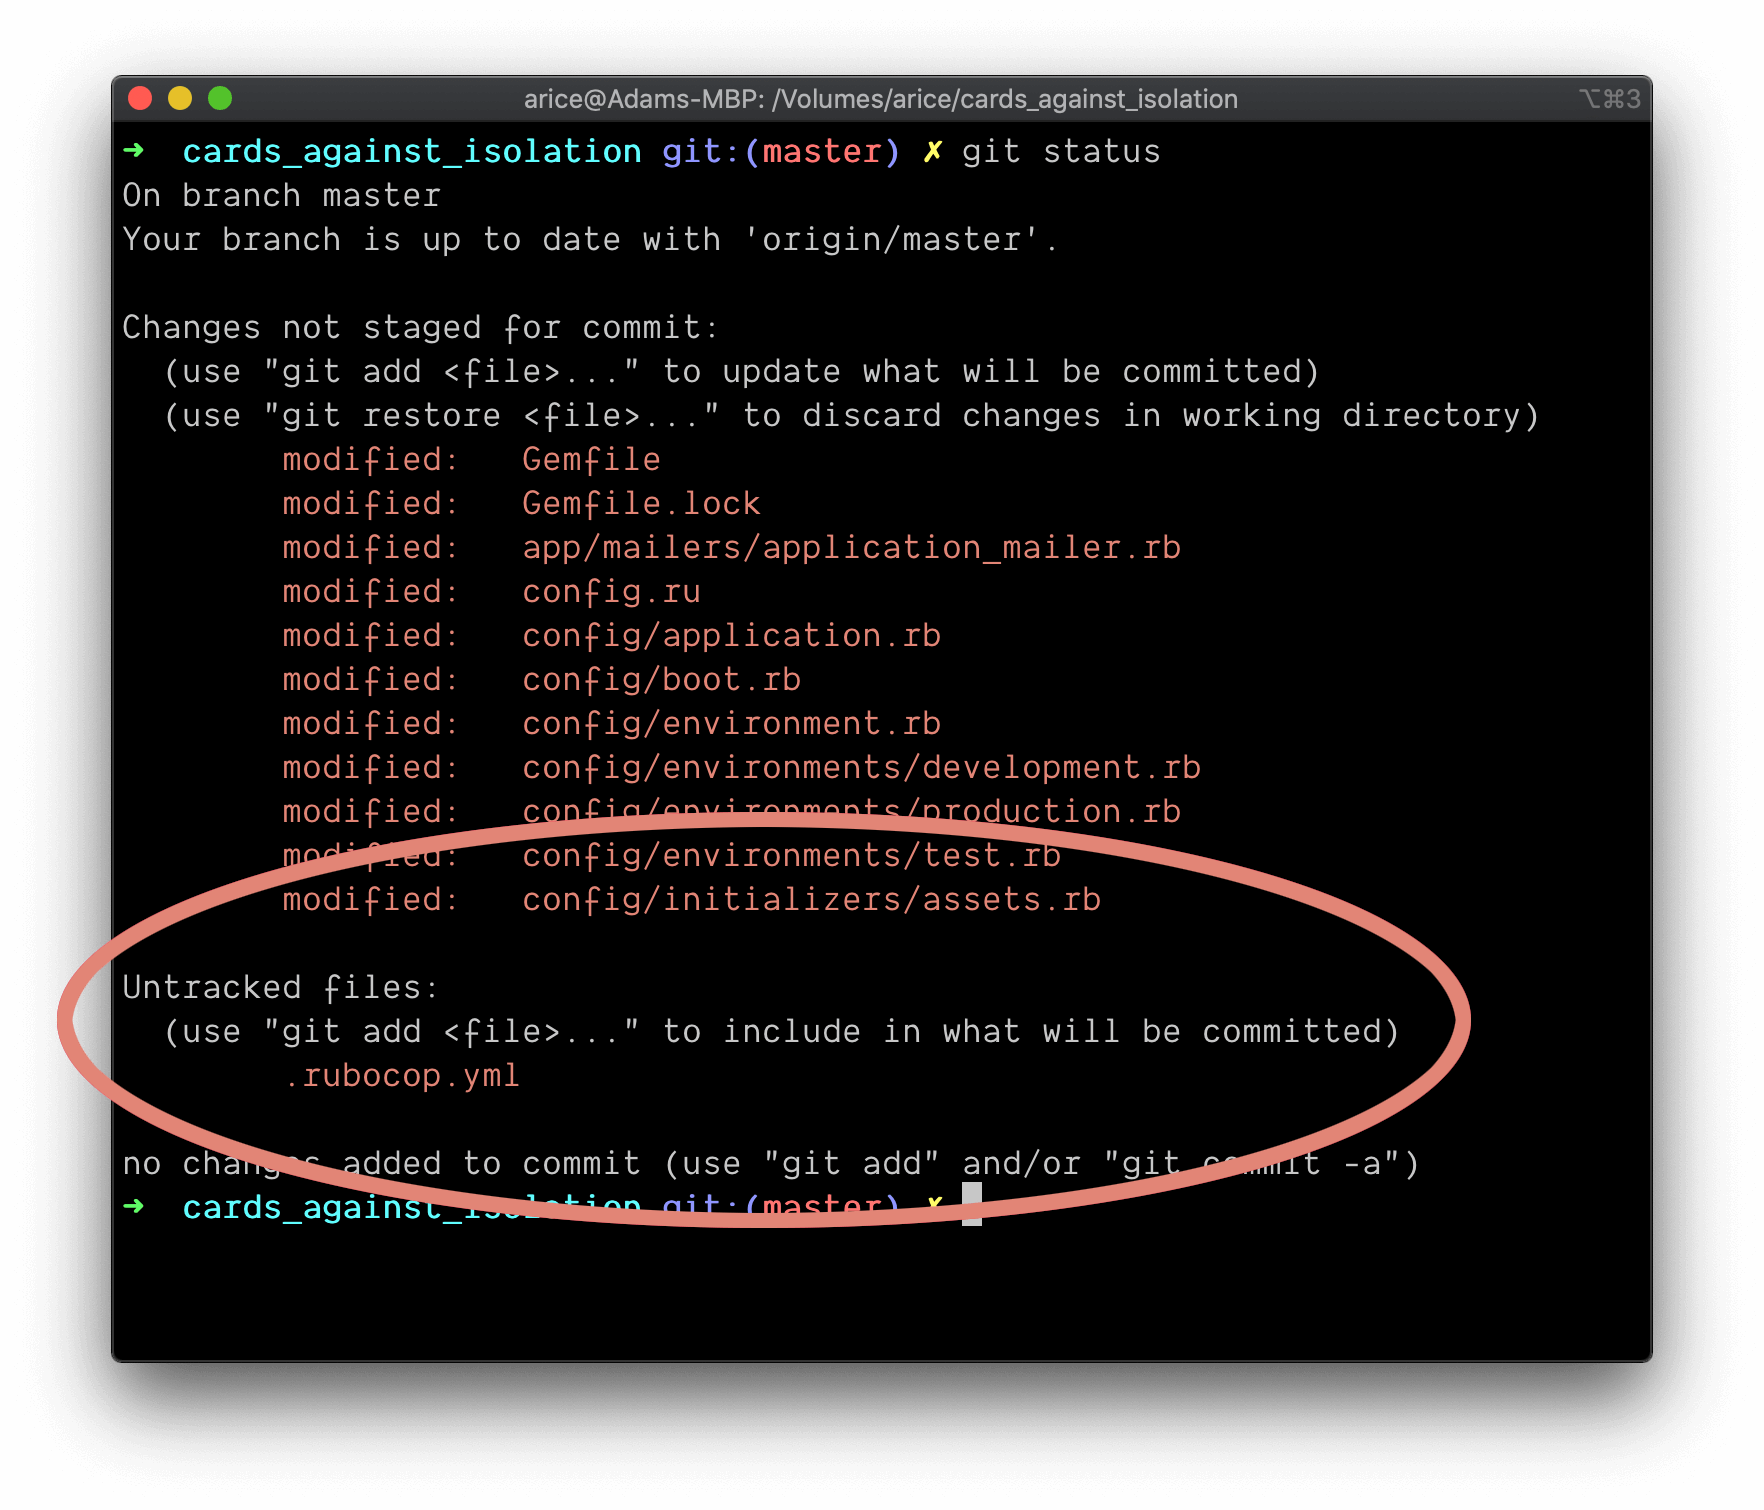 arice@Adams-MBP: /Volumes/arice/cards_against_isolation ⌥⌘3
➜ cards_against_isolation git:(master) ✗ git status
On branch master
Your branch is up to date with 'origin/master'.
Changes not staged for commit:
(use "git add <file>..." to update what will be committed)
(use "git restore <file>..." to discard changes in working directory)
modified: Gemfile
modified: Gemfile.lock
modified: app/mailers/application_mailer.rb
modified: config.ru
modified: config/application.rb
modified: config/boot.rb
modified: config/environment.rb
modified: config/environments/development.rb
modified: config/environments/production.rb
modified: config/environments/test.rb
modified: config/initializers/assets.rb
Untracked files:
(use "git add <file>..." to include in what will be committed)
.rubocop.yml
no changes added to commit (use "git add" and/or "git commit -a")
➜ cards_against_isolation git:(master) ✗